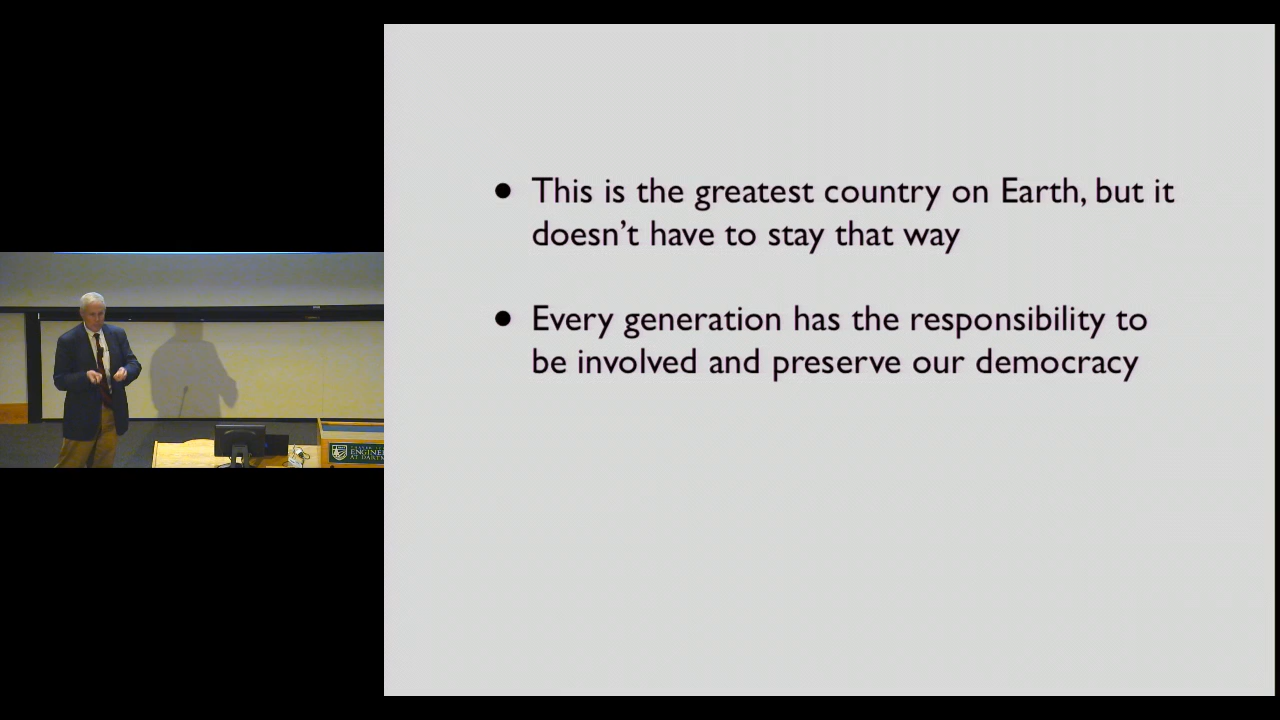 • This is the greatest country on Earth, but it
doesn't have to stay that way
• Every generation has the responsibility to
be involved and preserve our democracy